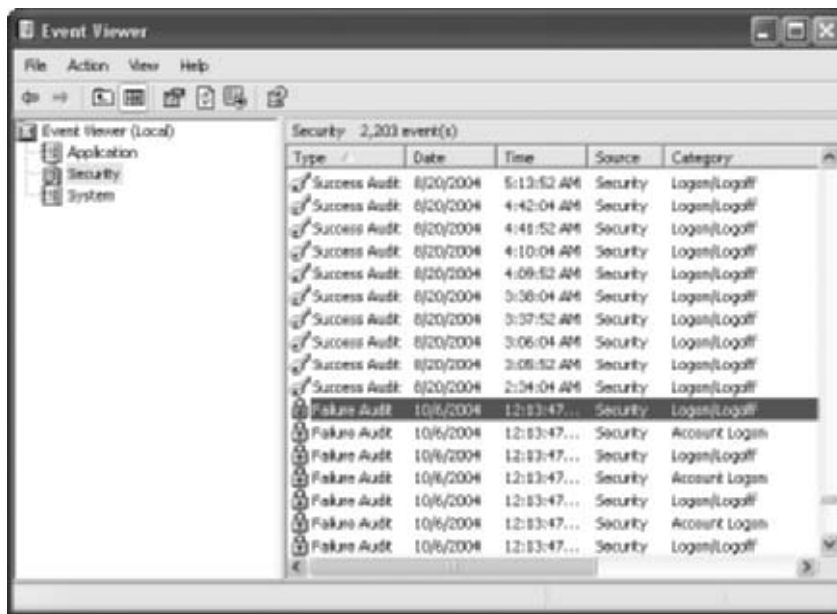 Event Viewer
File Action View Help
Event Viewer (Local)
Application
Security
System
Security 2,203 event(s)
Type Date Time Source Category
Success Audit 8/20/2004 5:13:52 AM Security Logon/Logoff
Success Audit 8/20/2004 4:42:04 AM Security Logon/Logoff
Success Audit 8/20/2004 4:41:52 AM Security Logon/Logoff
Success Audit 8/20/2004 4:10:04 AM Security Logon/Logoff
Success Audit 8/20/2004 4:09:52 AM Security Logon/Logoff
Success Audit 8/20/2004 3:38:04 AM Security Logon/Logoff
Success Audit 8/20/2004 3:37:52 AM Security Logon/Logoff
Success Audit 8/20/2004 3:06:04 AM Security Logon/Logoff
Success Audit 8/20/2004 3:05:52 AM Security Logon/Logoff
Success Audit 8/20/2004 2:34:04 AM Security Logon/Logoff
Failure Audit 10/6/2004 12:13:47... Security Logon/Logoff
Failure Audit 10/6/2004 12:13:47... Security Account Logon
Failure Audit 10/6/2004 12:13:47... Security Logon/Logoff
Failure Audit 10/6/2004 12:13:47... Security Account Logon
Failure Audit 10/6/2004 12:13:47... Security Logon/Logoff
Failure Audit 10/6/2004 12:13:47... Security Account Logon
Failure Audit 10/6/2004 12:13:47... Security Logon/Logoff